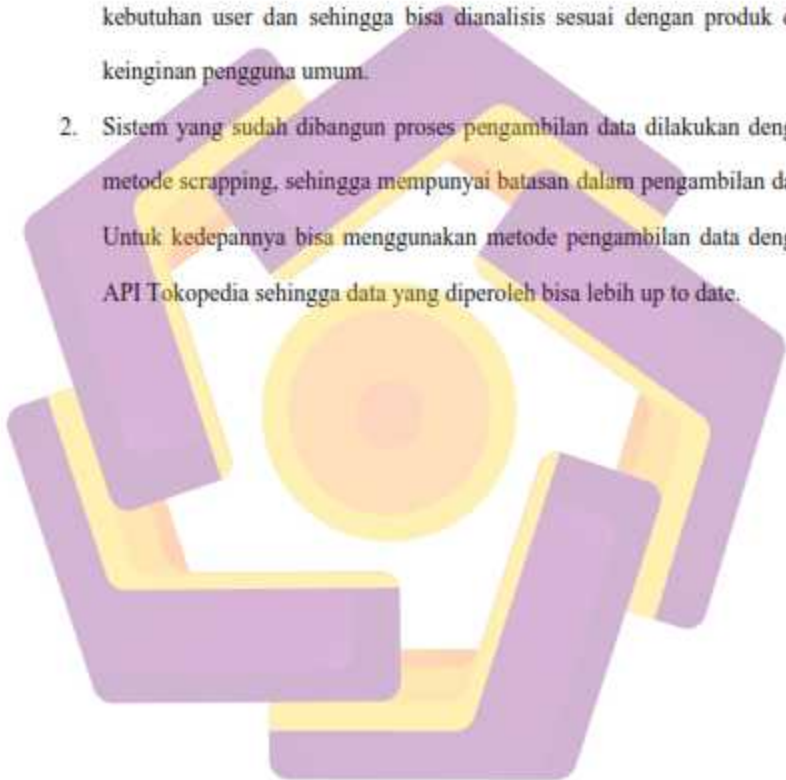 kebutuhan user dan sehingga bisa dianalisis sesuai dengan produk
keinginan pengguna umum.
2. Sistem yang sudah dibangun proses pengambilan data dilakukan
metode scrapping, sehingga mempunyai batasan dalam pengambilan
Untuk kedepannya bisa menggunakan metode pengambilan data
API Tokopedia sehingga data yang diperoleh bisa lebih up to date.